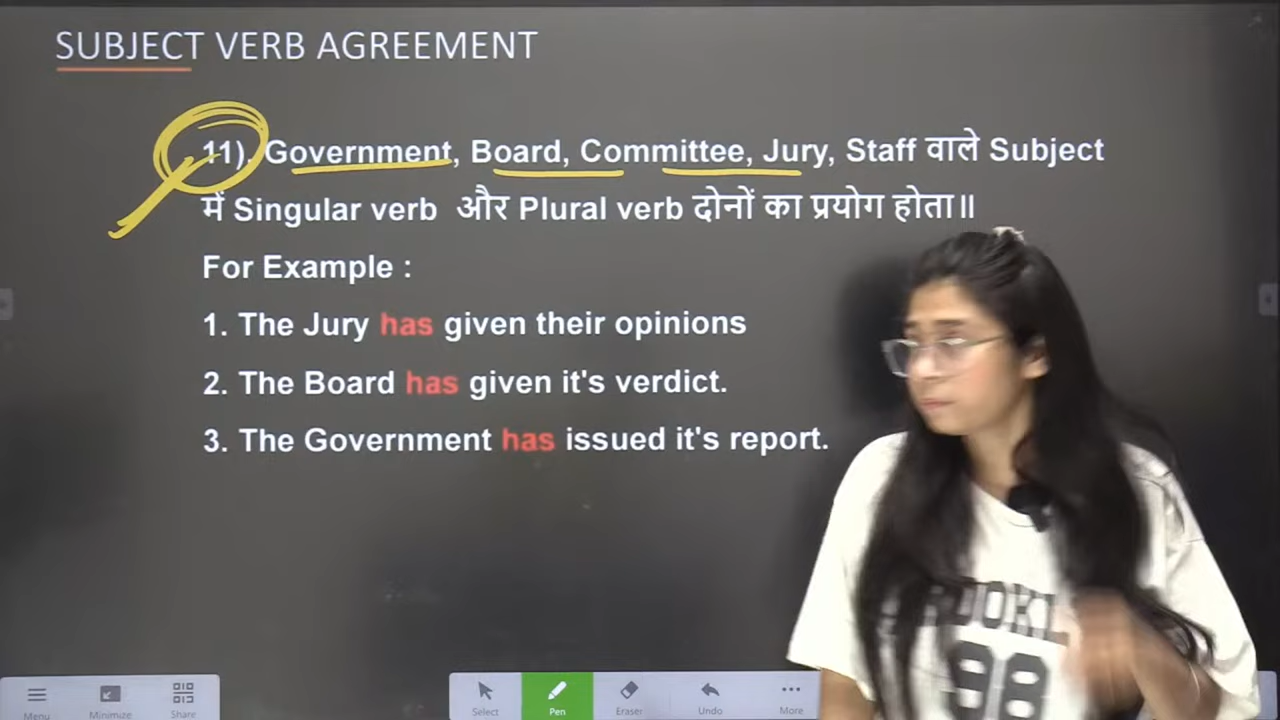 SUBJECT VERB AGREEMENT
11). Government, Board, Committee, Jury, Staff वाले Subject
में Singular verb और Plural verb दोनों का प्रयोग होता॥
For Example :
1. The Jury has given their opinions
2. The Board has given it's verdict.
3. The Government has issued it's report.
98
Menu Minimize Share Select Pen Eraser Undo More